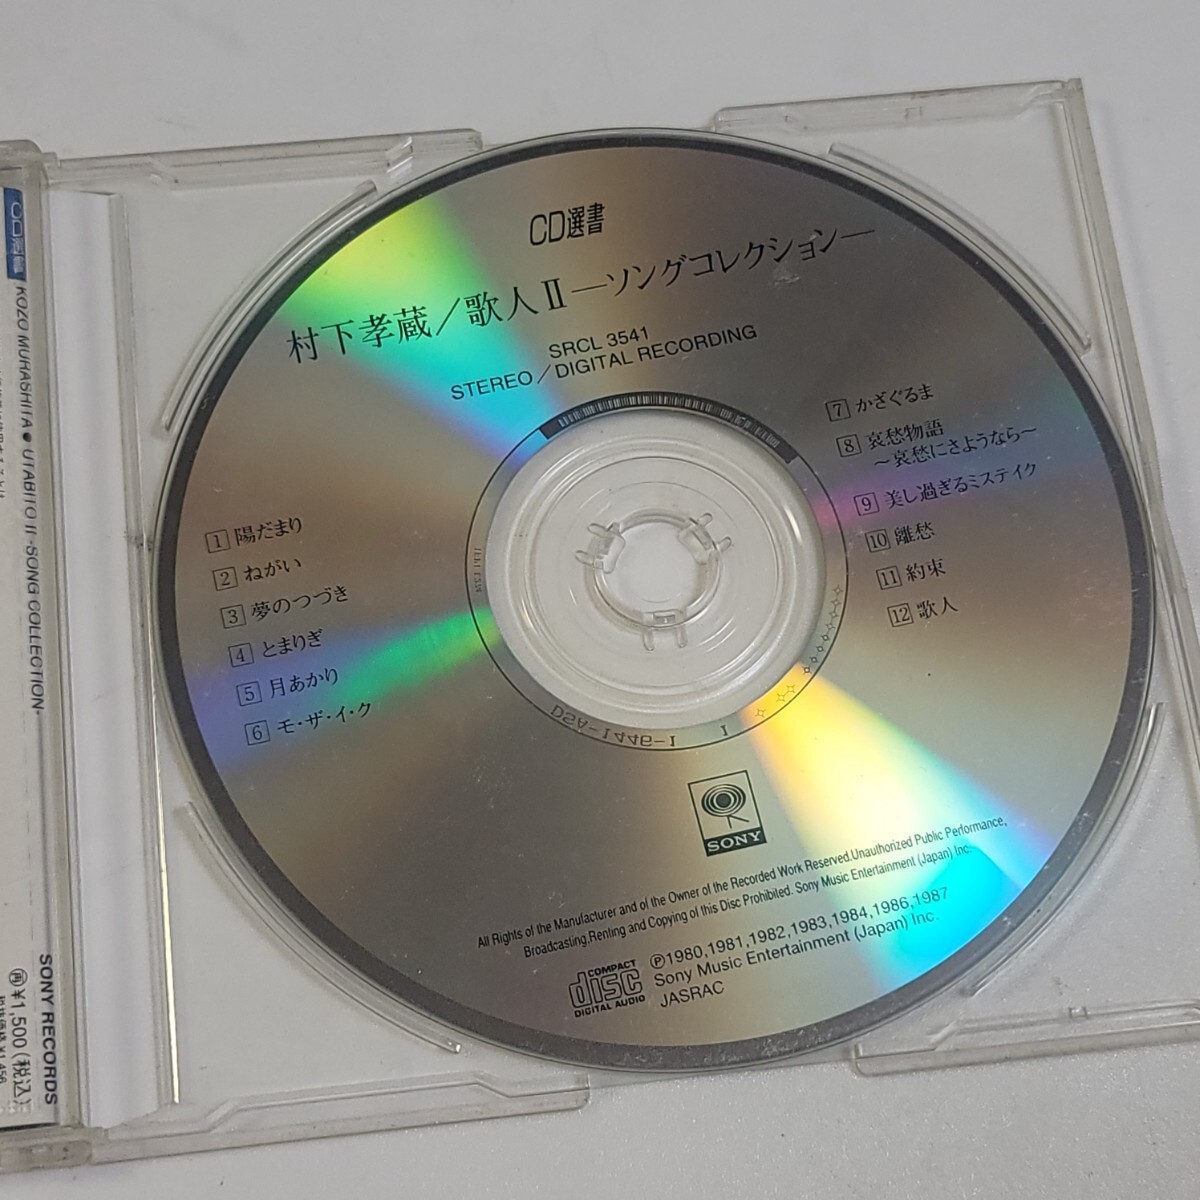 CD選書
村下孝蔵／歌人 II ―ソングコレクション―
SRCL 3541
STEREO／DIGITAL RECORDING
1 陽だまり
2 ねがい
3 夢のつづき
4 とまりぎ
5 月あかり
6 モ・ザ・イ・ク
7 かざぐるま
8 哀愁物語
～哀愁にさようなら～
9 美し過ぎるミステイク
10 離愁
11 約束
12 歌人
DSA-1446-1 1
SONY
All Rights of the Manufacturer and of the Owner of the Recorded Work Reserved.Unauthorized Public Performance,
Broadcasting,Renting and Copying of this Disc Prohibited. Sony Music Entertainment (Japan) Inc.
COMPACT
disc
DIGITAL AUDIO
Ⓟ1980,1981,1982,1983,1984,1986,1987
Sony Music Entertainment (Japan) Inc.
JASRAC
CD選書
KOZO MURASHITA ● UTABITO II -SONG COLLECTION-
SONY RECORDS
￥1,500(税込)